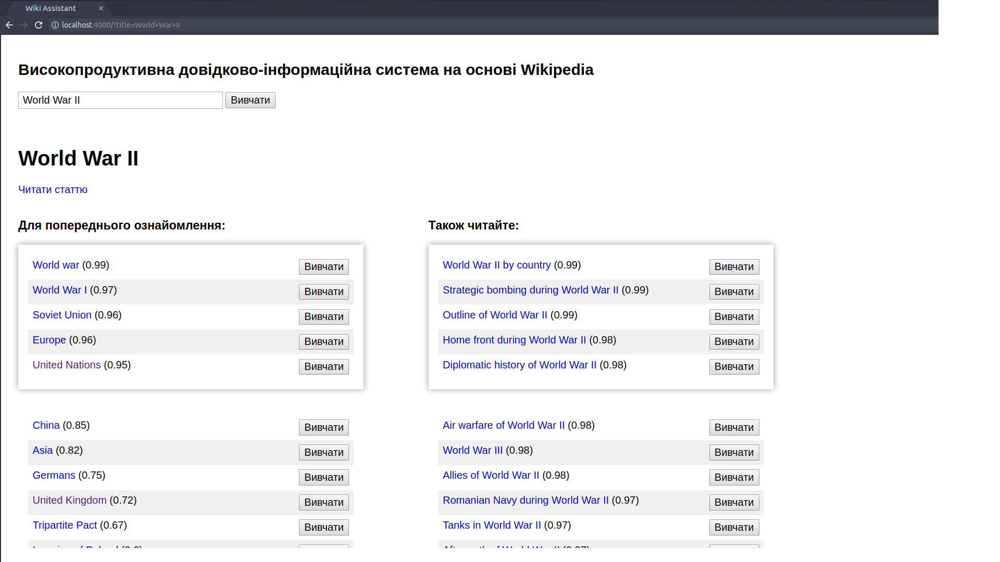 Wiki Assistant
localhost:4000/?title=World+War+II
Високопродуктивна довідково-інформаційна система на основі Wikipedia
World War II Вивчати
World War II
Читати статтю
Для попереднього ознайомлення:
World war (0.99) Вивчати
World War I (0.97) Вивчати
Soviet Union (0.96) Вивчати
Europe (0.96) Вивчати
United Nations (0.95) Вивчати
China (0.85) Вивчати
Asia (0.82) Вивчати
Germans (0.75) Вивчати
United Kingdom (0.72) Вивчати
Tripartite Pact (0.67) Вивчати
Також читайте:
World War II by country (0.99) Вивчати
Strategic bombing during World War II (0.99) Вивчати
Outline of World War II (0.99) Вивчати
Home front during World War II (0.98) Вивчати
Diplomatic history of World War II (0.98) Вивчати
Air warfare of World War II (0.98) Вивчати
World War III (0.98) Вивчати
Allies of World War II (0.98) Вивчати
Romanian Navy during World War II (0.97) Вивчати
Tanks in World War II (0.97) Вивчати